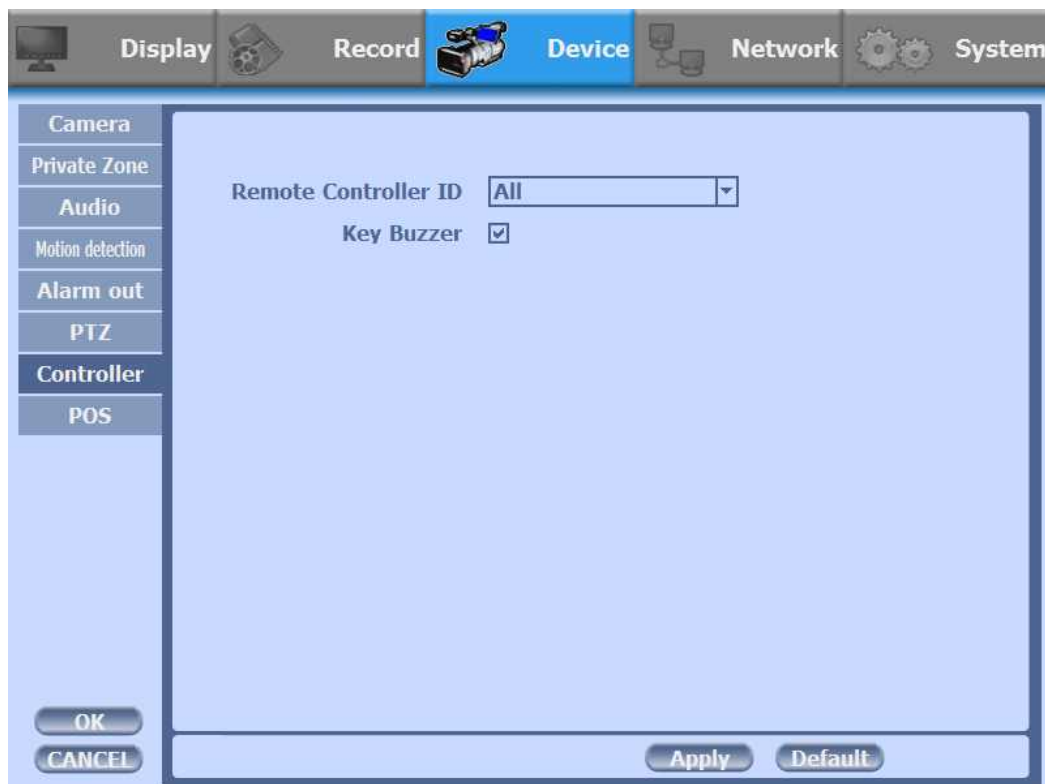 Display Record Device Network System
Camera
Private Zone
Audio
Motion detection
Alarm out
PTZ
Controller
POS
Remote Controller ID All
Key Buzzer
OK
CANCEL
Apply Default